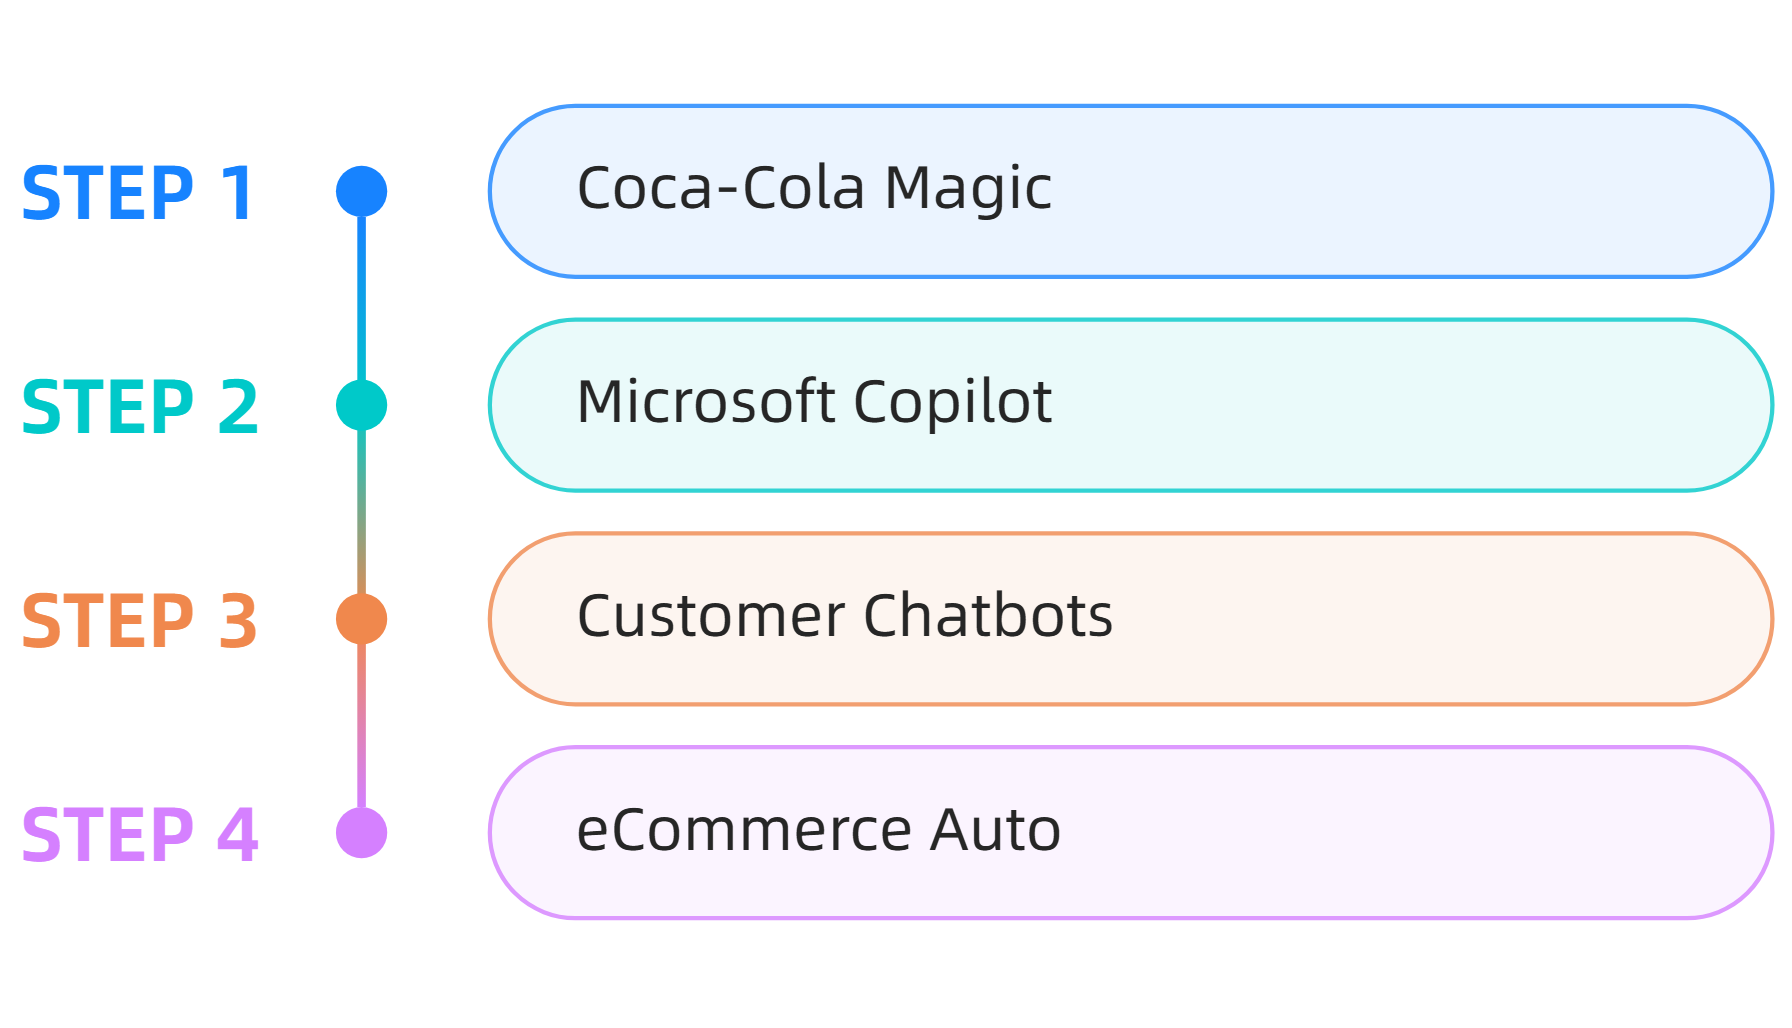 STEP 1 Coca-Cola Magic
STEP 2 Microsoft Copilot
STEP 3 Customer Chatbots
STEP 4 eCommerce Auto